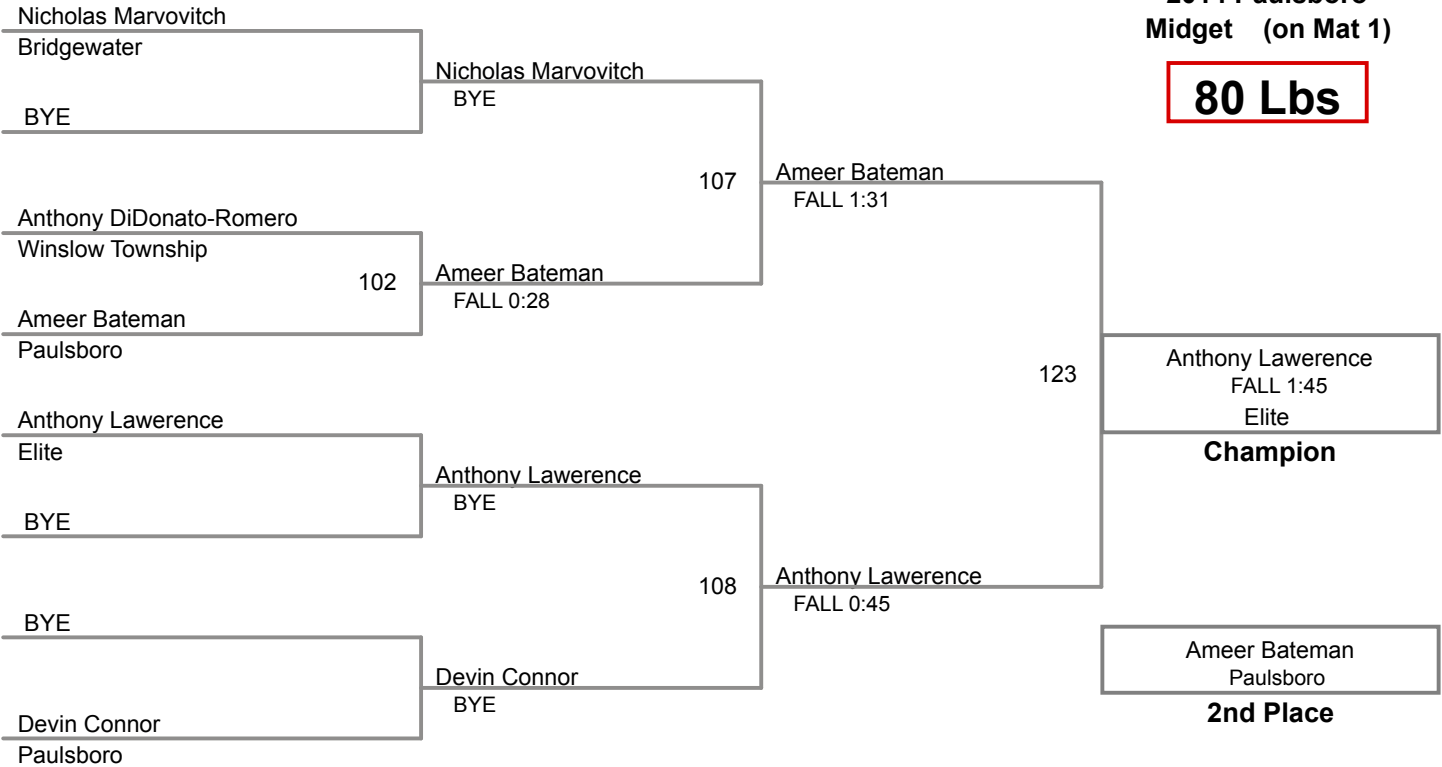 Nicholas Marvovitch
Bridgewater
BYE
Anthony DiDonato-Romero
Winslow Township
102
Ameer Bateman
Paulsboro
Anthony Lawerence
Elite
BYE
BYE
Devin Connor
Paulsboro
Nicholas Marvovitch
BYE
107
Ameer Bateman
FALL 0:28
Anthony Lawerence
BYE
108
Devin Connor
BYE
Ameer Bateman
FALL 1:31
123
Anthony Lawerence
FALL 0:45
Paulsboro
Midget (on Mat 1)
80 Lbs
Anthony Lawerence
FALL 1:45
Elite
Champion
Ameer Bateman
Paulsboro
2nd Place